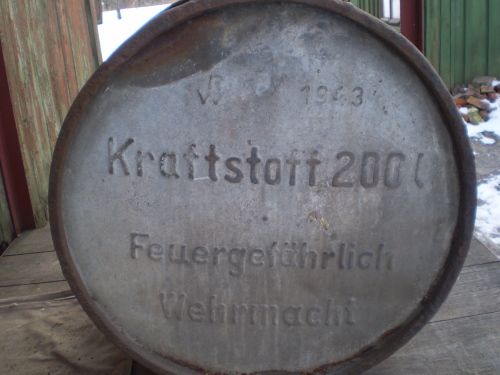 1943
Kraftstoff 200 l
Feuergefährlich
Wehrmacht